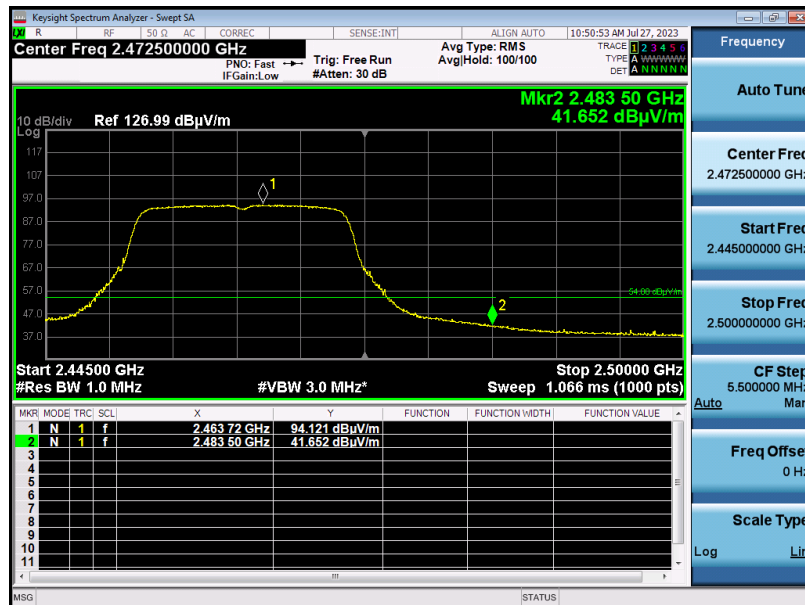 Keysight Spectrum Analyzer - Swept SA
LXI R RF 50 Ω AC CORREC SENSE:INT ALIGN AUTO 10:50:53 AM Jul 27, 2023
Center Freq 2.472500000 GHz
PNO: Fast
IFGain:Low
Trig: Free Run
#Atten: 30 dB
Avg Type: RMS
Avg|Hold: 100/100
TRACE 1 2 3 4 5 6
TYPE A WWWWW
DET A N N N N N
Mkr2 2.483 50 GHz
41.652 dBµV/m
10 dB/div Ref 126.99 dBµV/m
Log
117
107
97.0
87.0
77.0
67.0
57.0
47.0
37.0
1
2
54.00 dBµV/m
Start 2.44500 GHz Stop 2.50000 GHz
#Res BW 1.0 MHz #VBW 3.0 MHz* Sweep 1.066 ms (1000 pts)
MKR MODE TRC SCL X Y FUNCTION FUNCTION WIDTH FUNCTION VALUE
1 N 1 f 2.463 72 GHz 94.121 dBµV/m
2 N 1 f 2.483 50 GHz 41.652 dBµV/m
3
4
5
6
7
8
9
10
11
MSG STATUS
Frequency
Auto Tune
Center Freq
2.472500000 GHz
Start Freq
2.445000000 GHz
Stop Freq
2.500000000 GHz
CF Step
5.500000 MHz
Auto Man
Freq Offset
0 Hz
Scale Type
Log Lin